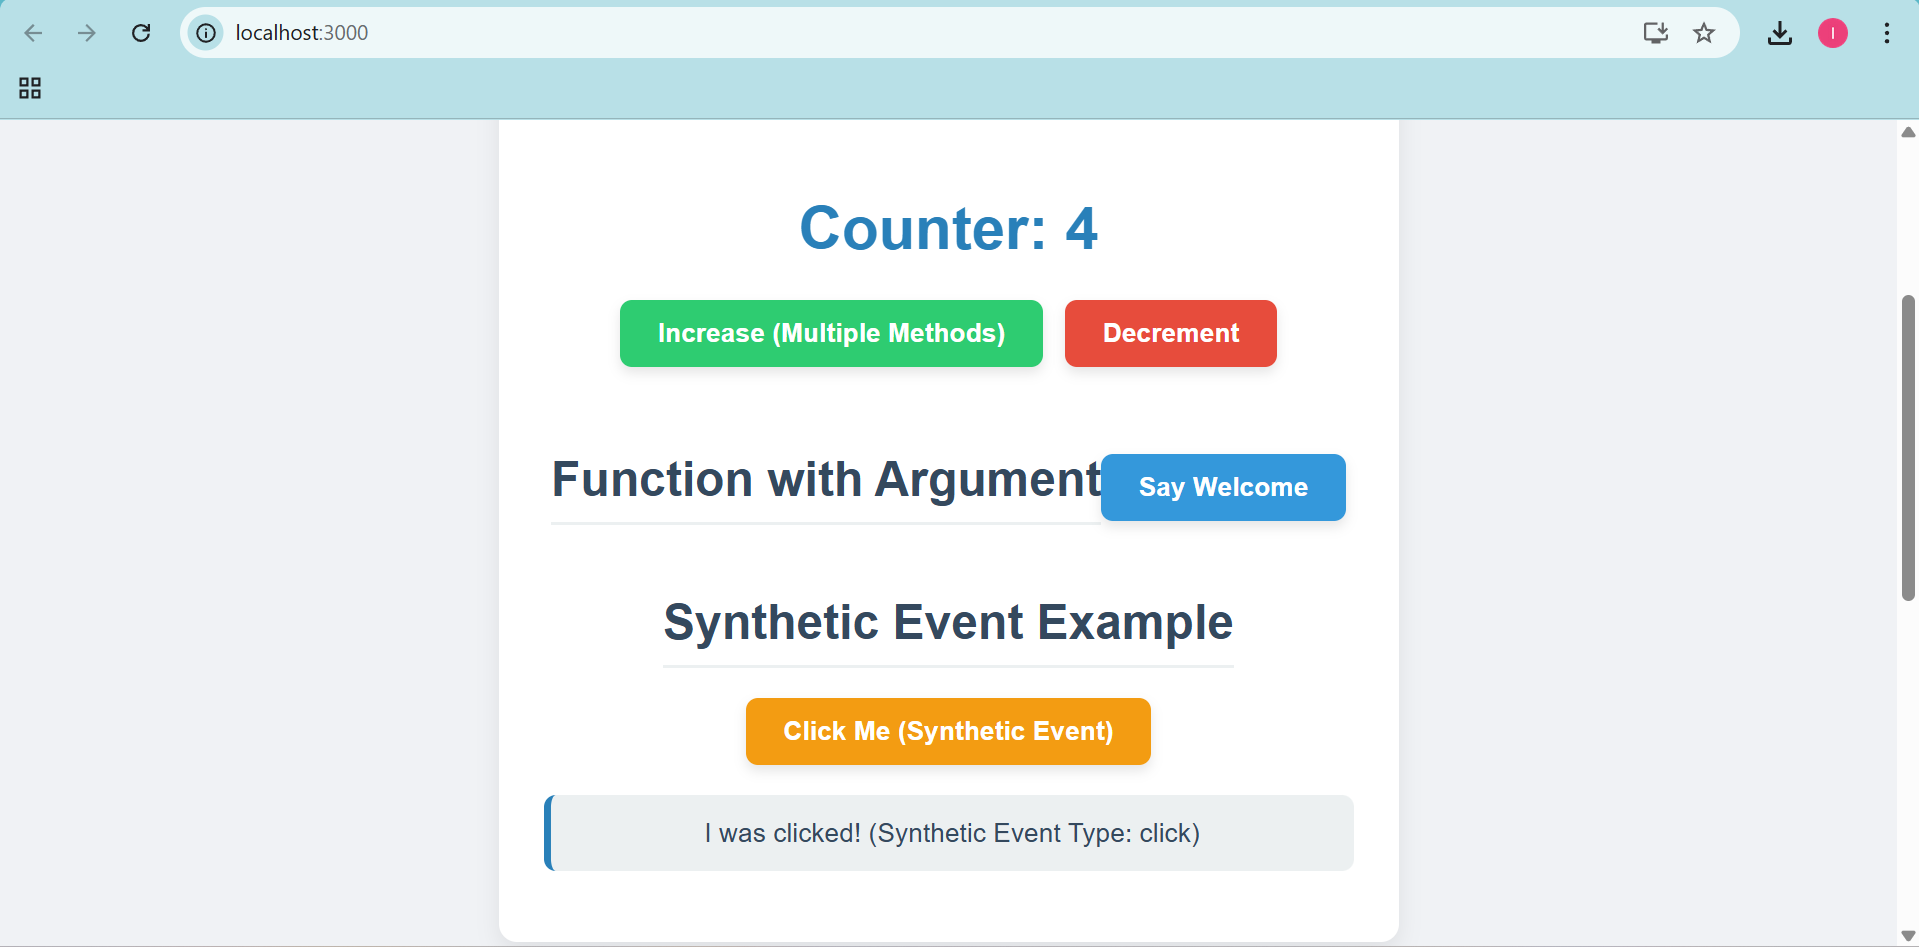 localhost:3000
I
Counter: 4
Increase (Multiple Methods) Decrement
Function with Argument Say Welcome
Synthetic Event Example
Click Me (Synthetic Event)
I was clicked! (Synthetic Event Type: click)